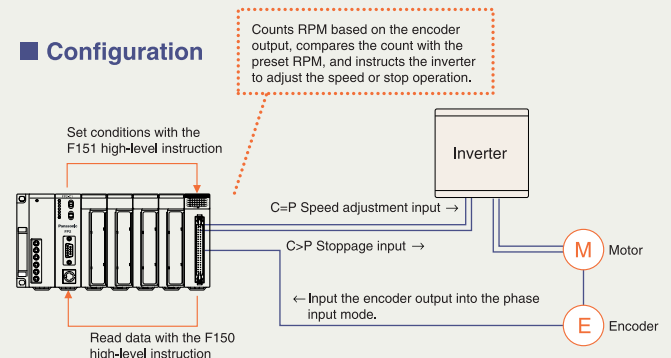 ■ Configuration
Counts RPM based on the encoder
output, compares the count with the
preset RPM, and instructs the inverter
to adjust the speed or stop operation.
Set conditions with the
F151 high-level instruction
Inverter
Panasonic
FP2
C=P Speed adjustment input →
C>P Stoppage input →
M
Motor
← Input the encoder output into the phase
input mode.
E
Encoder
Read data with the F150
high-level instruction